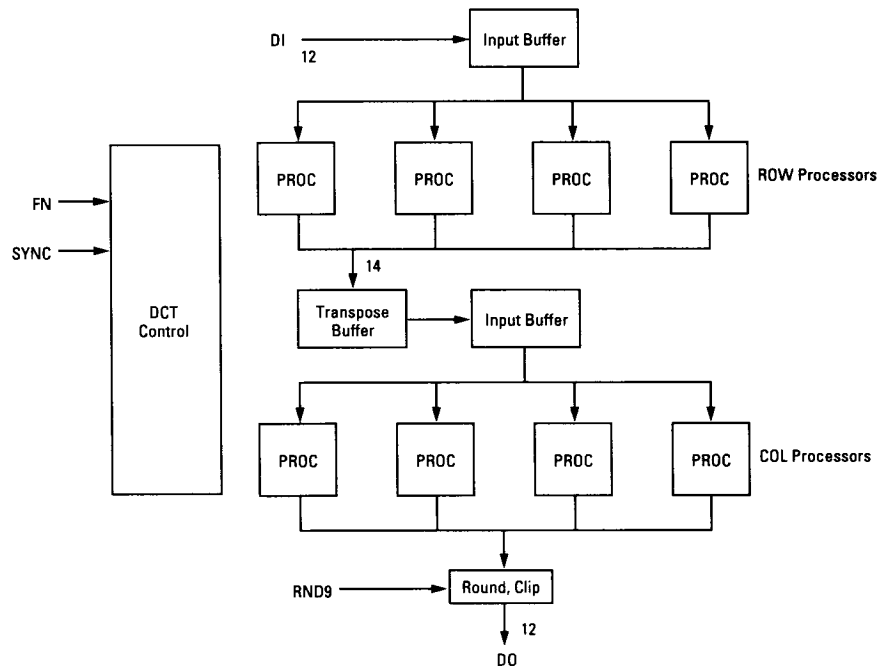 DI
12
Input Buffer
PROC
PROC
PROC
PROC
ROW Processors
FN
SYNC
DCT
Control
14
Transpose
Buffer
Input Buffer
PROC
PROC
PROC
PROC
COL Processors
RND9
Round, Clip
12
DO